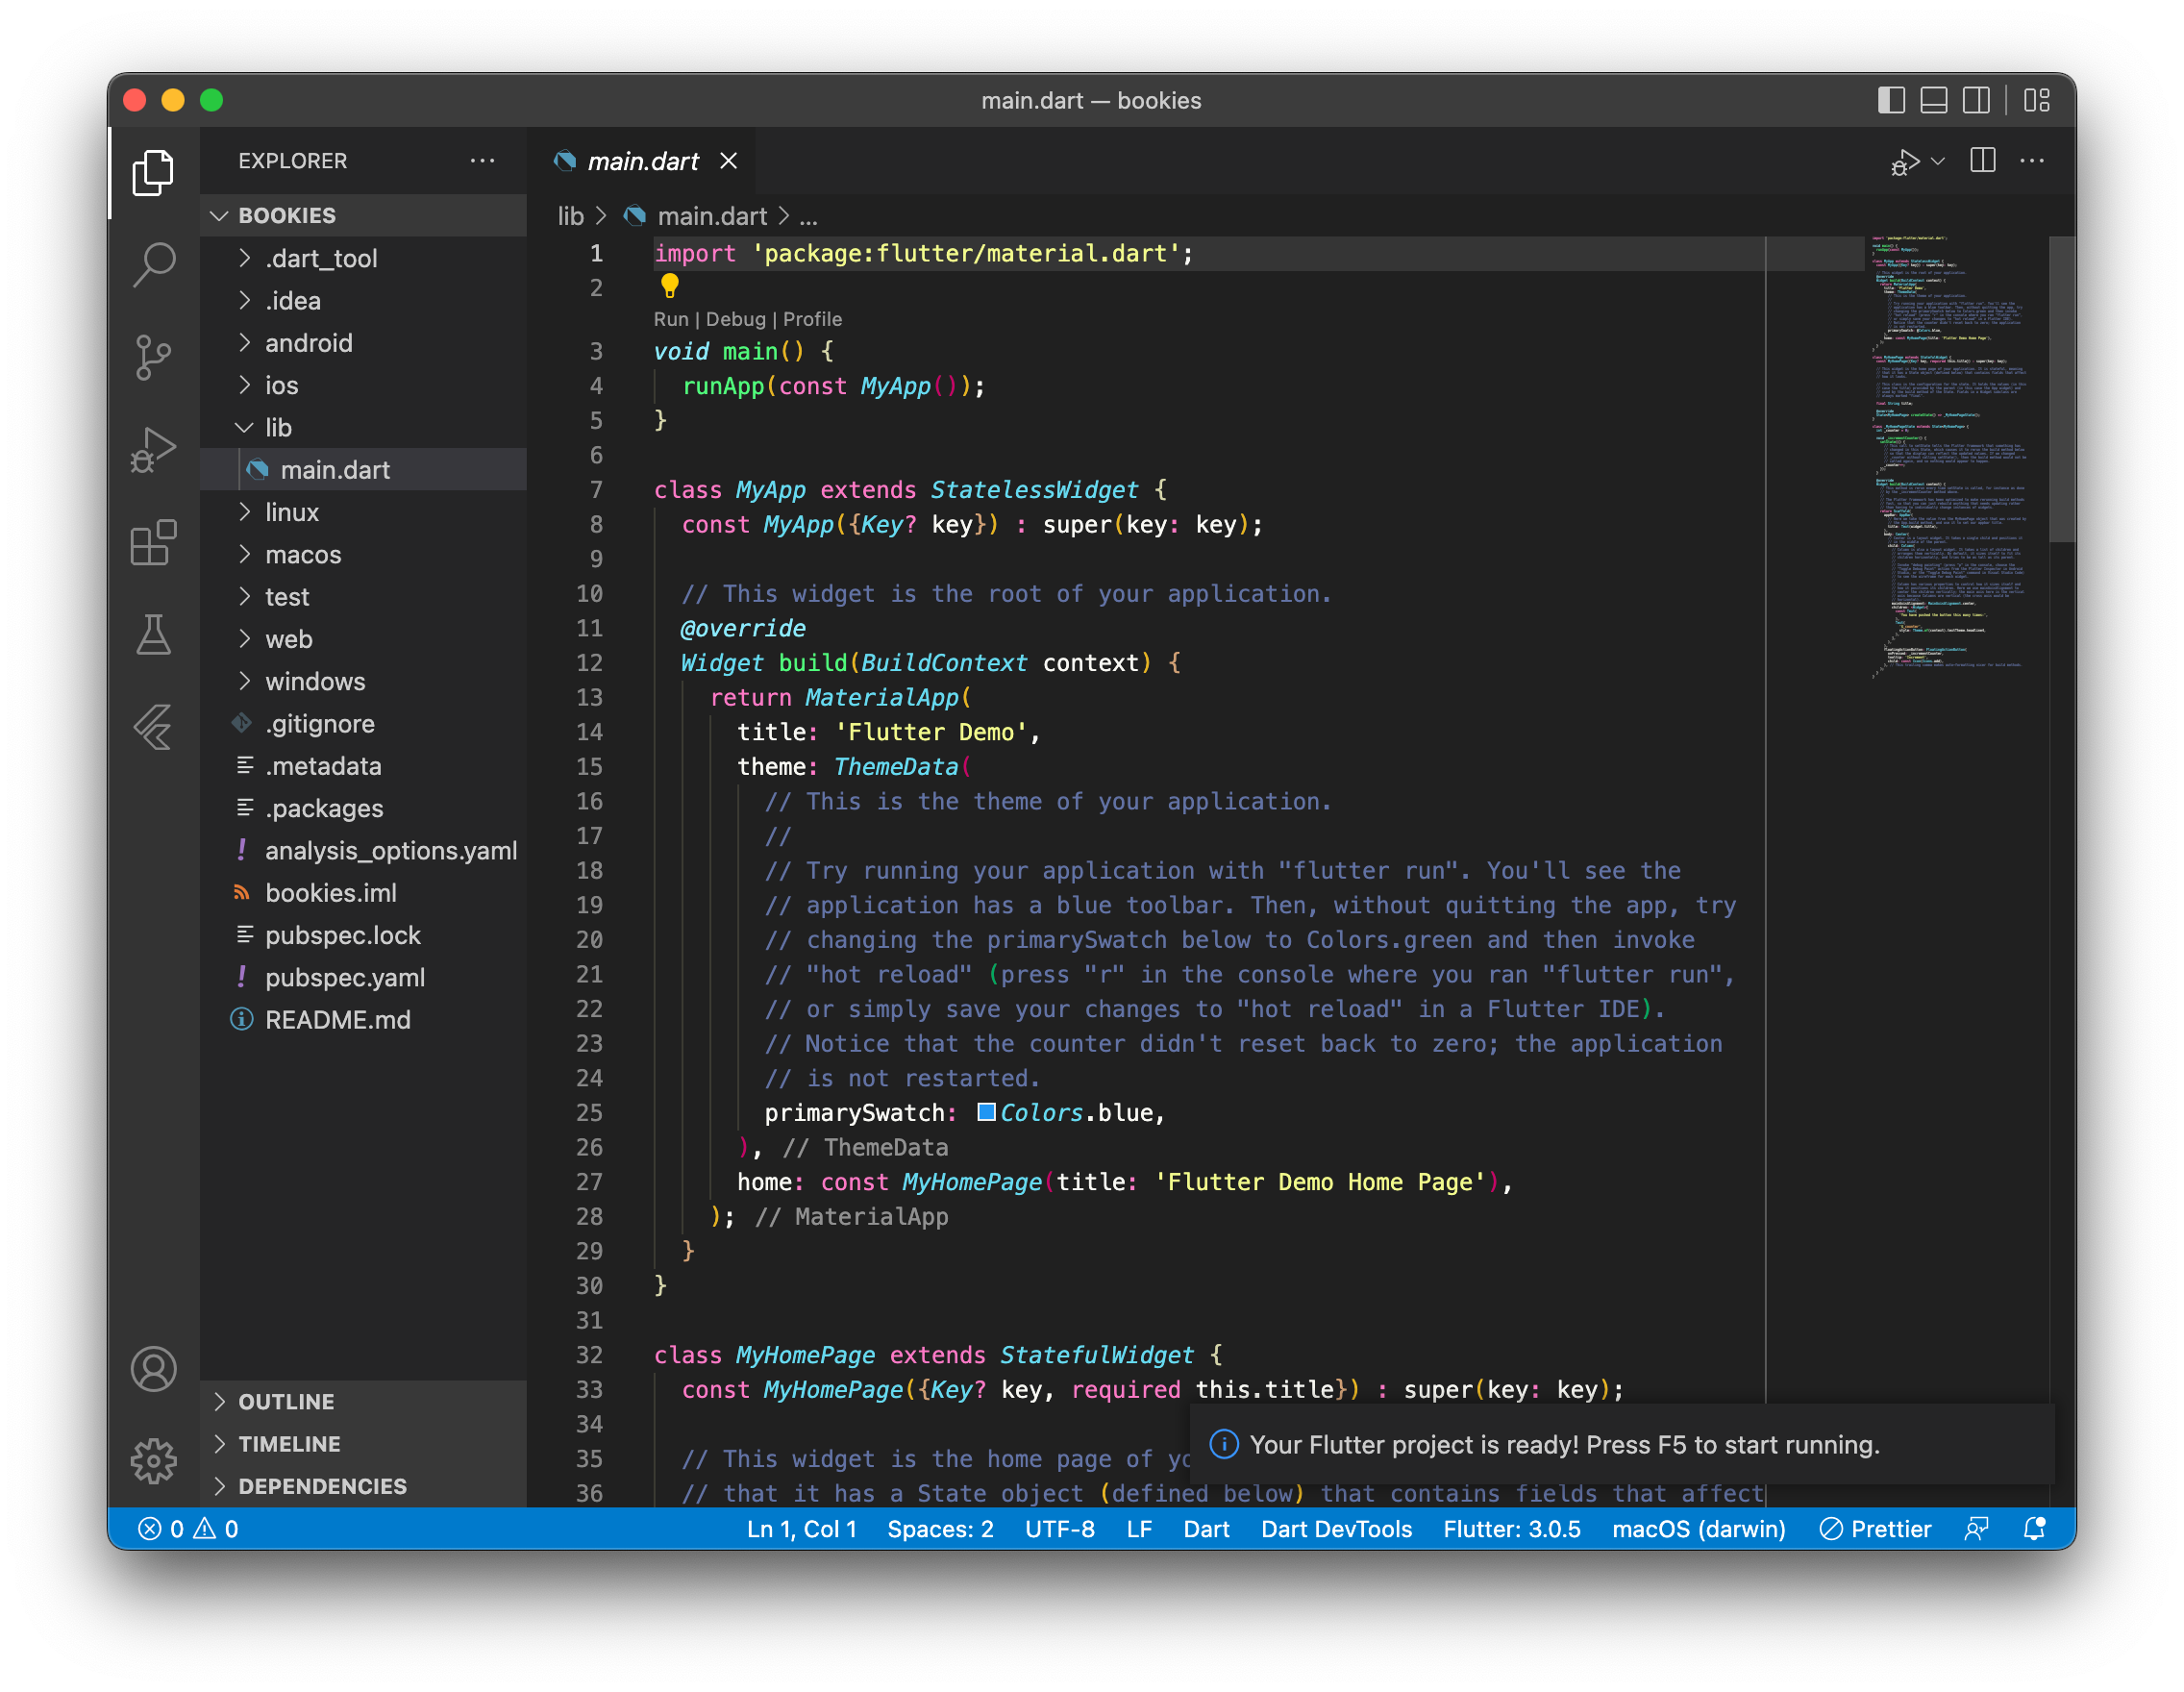 main.dart — bookies
EXPLORER
BOOKIES
.dart_tool
.idea
android
ios
lib
main.dart
linux
macos
test
web
windows
.gitignore
.metadata
.packages
analysis_options.yaml
bookies.iml
pubspec.lock
pubspec.yaml
README.md
OUTLINE
TIMELINE
DEPENDENCIES
main.dart
lib > main.dart > ...
1 import 'package:flutter/material.dart';
2
Run | Debug | Profile
3 void main() {
4 runApp(const MyApp());
5 }
6
7 class MyApp extends StatelessWidget {
8 const MyApp({Key? key}) : super(key: key);
9
10 // This widget is the root of your application.
11 @override
12 Widget build(BuildContext context) {
13 return MaterialApp(
14 title: 'Flutter Demo',
15 theme: ThemeData(
16 // This is the theme of your application.
17 //
18 // Try running your application with "flutter run". You'll see the
19 // application has a blue toolbar. Then, without quitting the app, try
20 // changing the primarySwatch below to Colors.green and then invoke
21 // "hot reload" (press "r" in the console where you ran "flutter run",
22 // or simply save your changes to "hot reload" in a Flutter IDE).
23 // Notice that the counter didn't reset back to zero; the application
24 // is not restarted.
25 primarySwatch: Colors.blue,
26 ), // ThemeData
27 home: const MyHomePage(title: 'Flutter Demo Home Page'),
28 ); // MaterialApp
29 }
30 }
31
32 class MyHomePage extends StatefulWidget {
33 const MyHomePage({Key? key, required this.title}) : super(key: key);
34
35 // This widget is the home page of yo
36 // that it has a State object (defined below) that contains fields that affect
Your Flutter project is ready! Press F5 to start running.
0 0 Ln 1, Col 1 Spaces: 2 UTF-8 LF Dart Dart DevTools Flutter: 3.0.5 macOS (darwin) Prettier